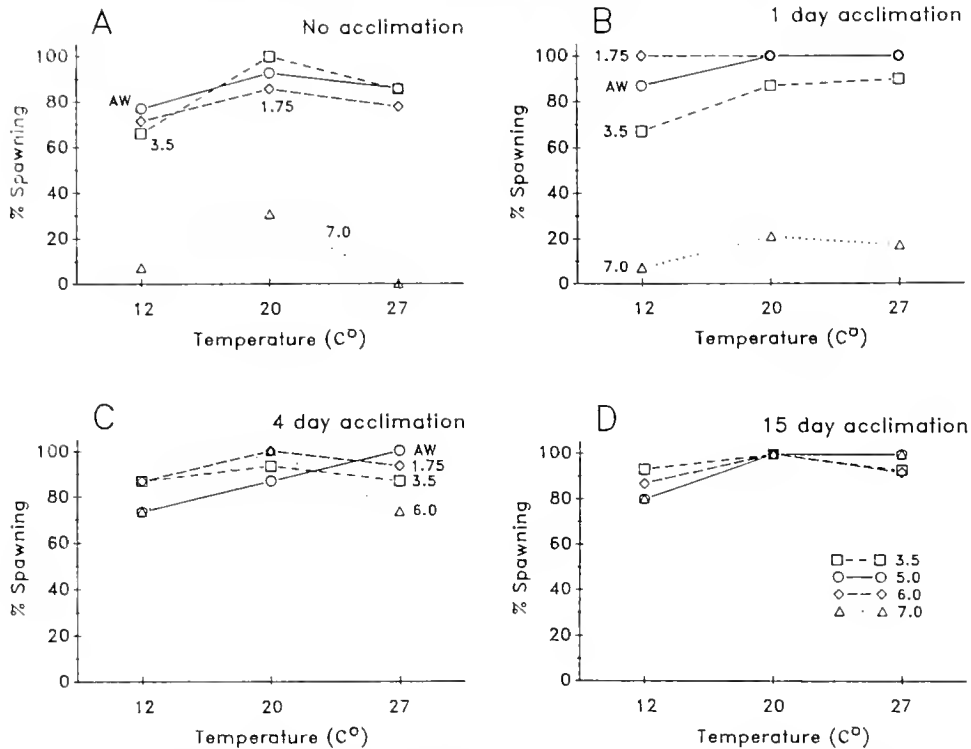 A
No acclimation
100
80
60
40
20
0
% Spawning
AW
3.5
1.75
7.0
12
20
27
Temperature (C°)
B
1 day acclimation
100
80
60
40
20
0
% Spawning
1.75
AW
3.5
7.0
12
20
27
Temperature (C°)
C
4 day acclimation
100
80
60
40
20
0
% Spawning
AW
1.75
3.5
6.0
12
20
27
Temperature (C°)
D
15 day acclimation
100
80
60
40
20
0
% Spawning
3.5
5.0
6.0
7.0
12
20
27
Temperature (C°)